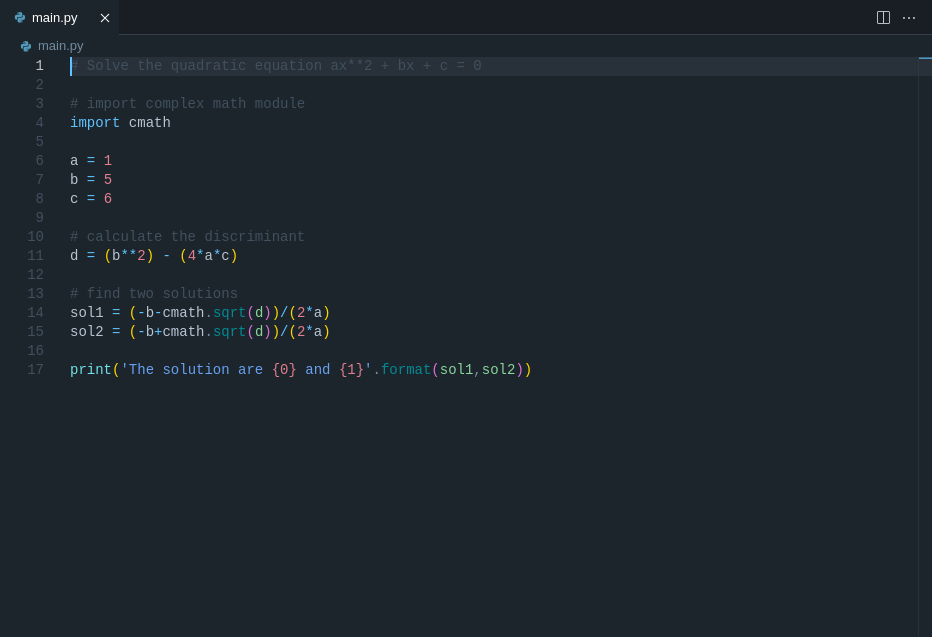 main.py
main.py
1 # Solve the quadratic equation ax**2 + bx + c = 0
2
3 # import complex math module
4 import cmath
5
6 a = 1
7 b = 5
8 c = 6
9
10 # calculate the discriminant
11 d = (b**2) - (4*a*c)
12
13 # find two solutions
14 sol1 = (-b-cmath.sqrt(d))/(2*a)
15 sol2 = (-b+cmath.sqrt(d))/(2*a)
16
17 print('The solution are {0} and {1}'.format(sol1,sol2))